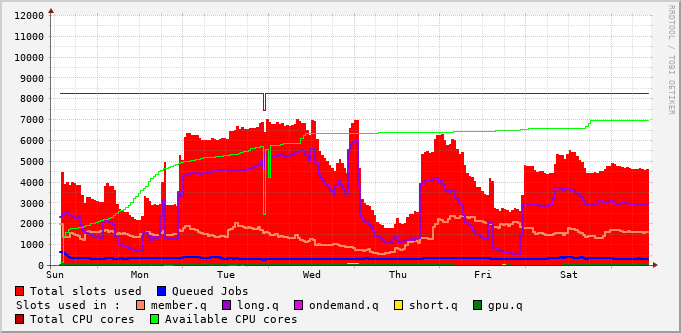 12000
11000
10000
9000
8000
7000
6000
5000
4000
3000
2000
1000
0
Sun Mon Tue Wed Thu Fri Sat
RRDTOOL / TOBI OETIKER
Total slots used Queued Jobs
Slots used in : member.q long.q ondemand.q short.q gpu.q
Total CPU cores Available CPU cores